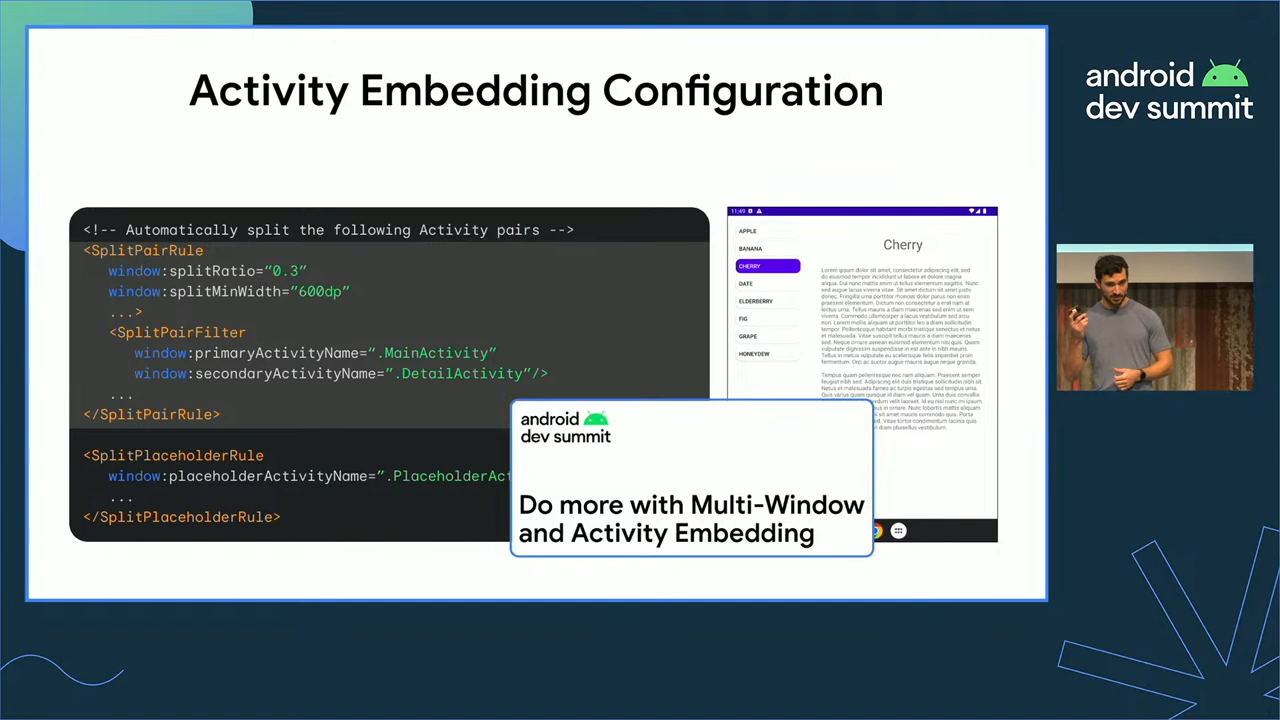 Activity Embedding Configuration
android
dev summit
<!-- Automatically split the following Activity pairs -->
<SplitPairRule
window:splitRatio=”0.3”
window:splitMinWidth=”600dp”
...>
<SplitPairFilter
window:primaryActivityName=“.MainActivity”
window:secondaryActivityName=”.DetailActivity”/>
...
</SplitPairRule>
<SplitPlaceholderRule
window:placeholderActivityName=”.PlaceholderAct
...
</SplitPlaceholderRule>
11:49
APPLE
BANANA
CHERRY
DATE
ELDERBERRY
FIG
GRAPE
HONEYDEW
Cherry
android
dev summit
Do more with Multi-Window
and Activity Embedding